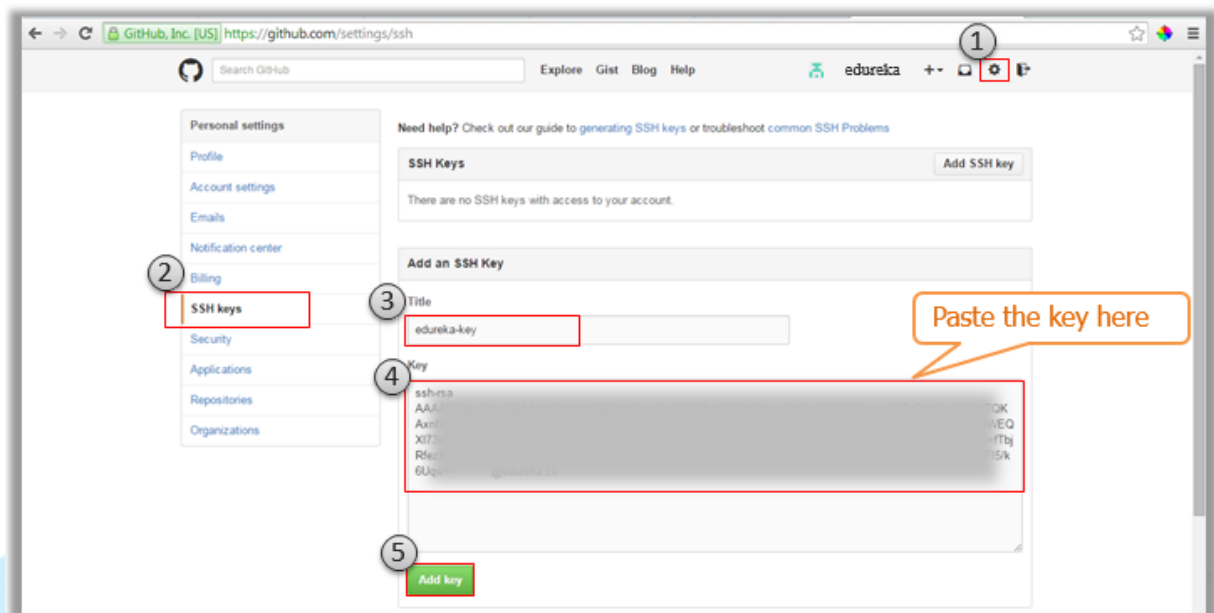 1
GitHub, Inc. [US] https://github.com/settings/ssh
Search GitHub
Explore Gist Blog Help
edureka
Personal settings
Profile
Account settings
Emails
Notification center
2
Billing
SSH keys
Security
Applications
Repositories
Organizations
Need help? Check out our guide to generating SSH keys or troubleshoot common SSH Problems
SSH Keys
Add SSH key
There are no SSH keys with access to your account.
Add an SSH Key
3
Title
edureka-key
Paste the key here
4
Key
ssh-rsa
5
Add key